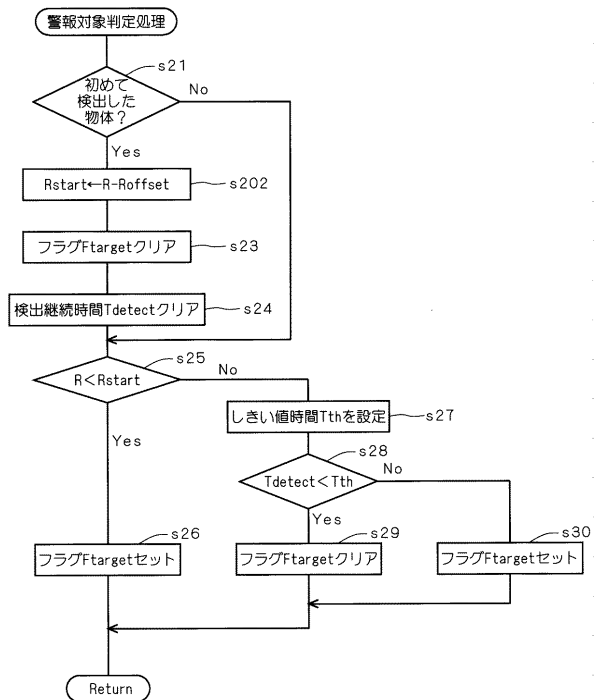 警報対象判定処理
s21
初めて
検出した
物体？
No
Yes
Rstart←R-Roffset
s202
フラグFtargetクリア
s23
検出継続時間Tdetectクリア
s24
s25
R＜Rstart
No
Yes
しきい値時間Tthを設定
s27
s28
Tdetect＜Tth
No
Yes
s26
フラグFtargetセット
s29
フラグFtargetクリア
s30
フラグFtargetセット
Return